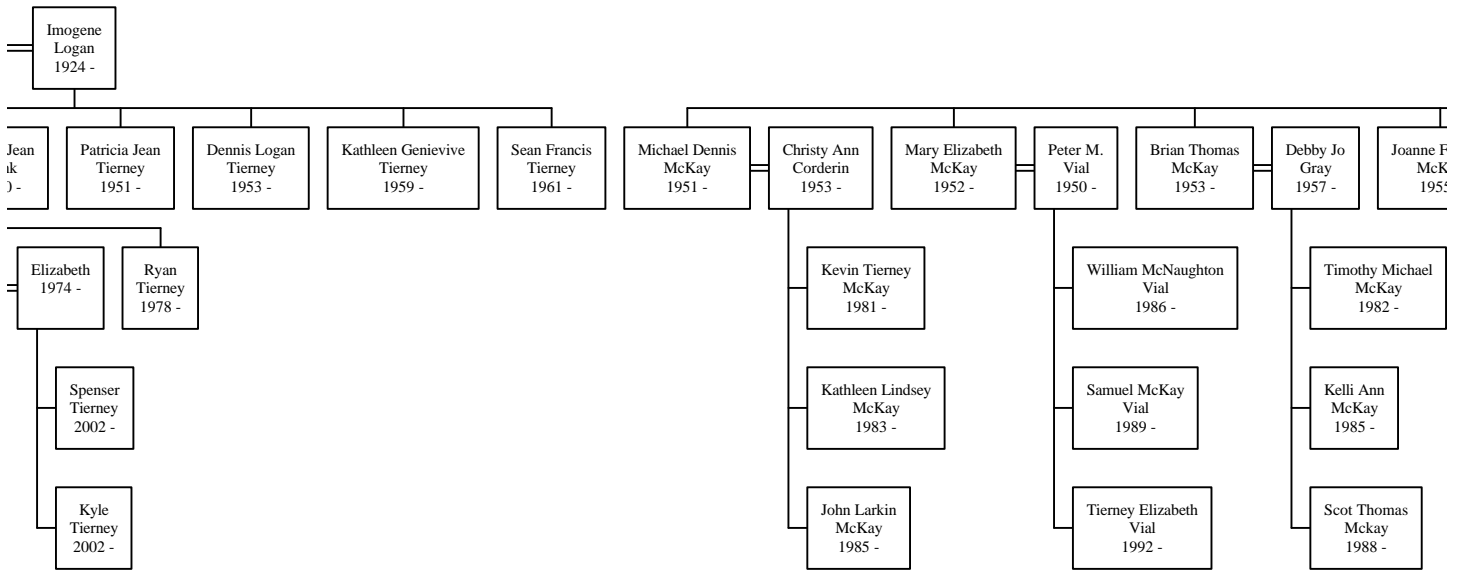 Imogene
Logan
1924 -
Jean
Patricia Jean
Tierney
1951 -
Dennis Logan
Tierney
1953 -
Kathleen Genievive
Tierney
1959 -
Sean Francis
Tierney
1961 -
Michael Dennis
McKay
1951 -
Christy Ann
Corderin
1953 -
Mary Elizabeth
McKay
1952 -
Peter M.
Vial
1950 -
Brian Thomas
McKay
1953 -
Debby Jo
Gray
1957 -
Joanne F
McK
1955
Elizabeth
1974 -
Ryan
Tierney
1978 -
Kevin Tierney
McKay
1981 -
William McNaughton
Vial
1986 -
Timothy Michael
McKay
1982 -
Spenser
Tierney
2002 -
Kathleen Lindsey
McKay
1983 -
Samuel McKay
Vial
1989 -
Kelli Ann
McKay
1985 -
Kyle
Tierney
2002 -
John Larkin
McKay
1985 -
Tierney Elizabeth
Vial
1992 -
Scot Thomas
Mckay
1988 -